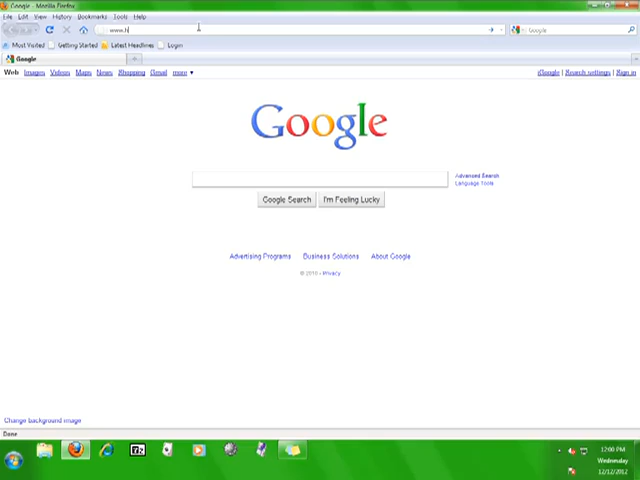 Google - Mozilla Firefox
File Edit View History Bookmarks Tools Help
www.h
Google
Most Visited Getting Started Latest Headlines Login
Google
Web Images Videos Maps News Shopping Gmail more ▼
iGoogle | Search settings | Sign in
Google
Advanced Search
Language Tools
Google Search I'm Feeling Lucky
Advertising Programs Business Solutions About Google
© 2010 - Privacy
Change background image
Done
12:00 PM
Wednesday
12/12/2012